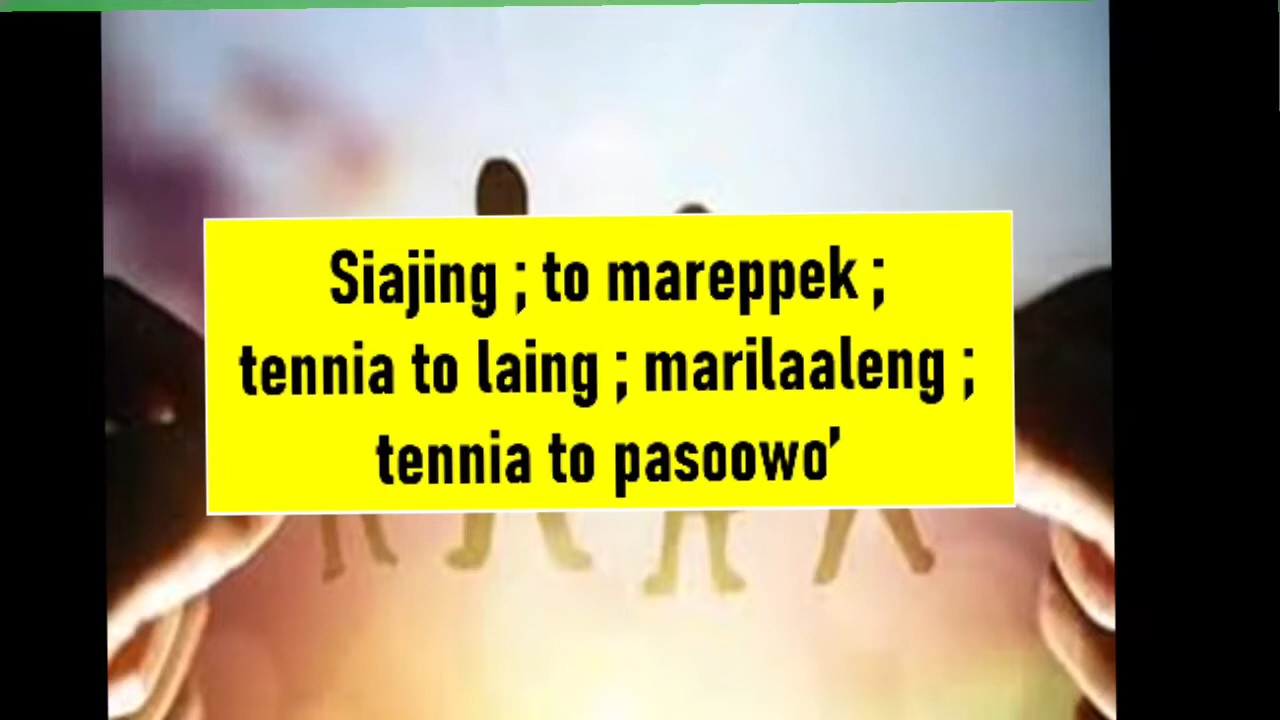 Siajing ; to mareppek ;
tennia to laing ; marilaaleng ;
tennia to pasoowo’